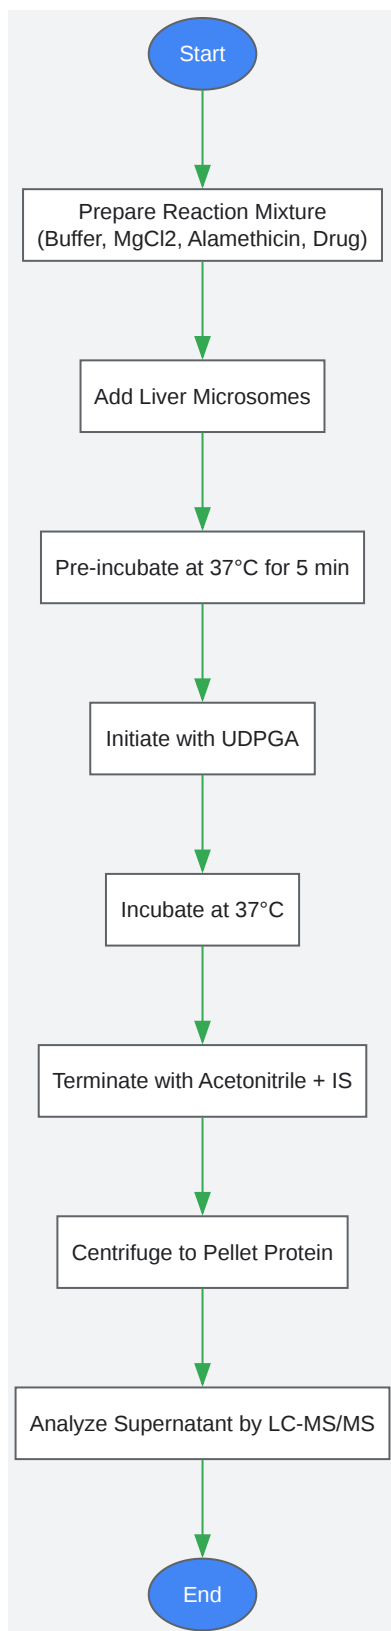 Start
Prepare Reaction Mixture
(Buffer, MgCl2, Alamethicin, Drug)
Add Liver Microsomes
Pre-incubate at 37°C for 5 min
Initiate with UDPGA
Incubate at 37°C
Terminate with Acetonitrile + IS
Centrifuge to Pellet Protein
Analyze Supernatant by LC-MS/MS
End